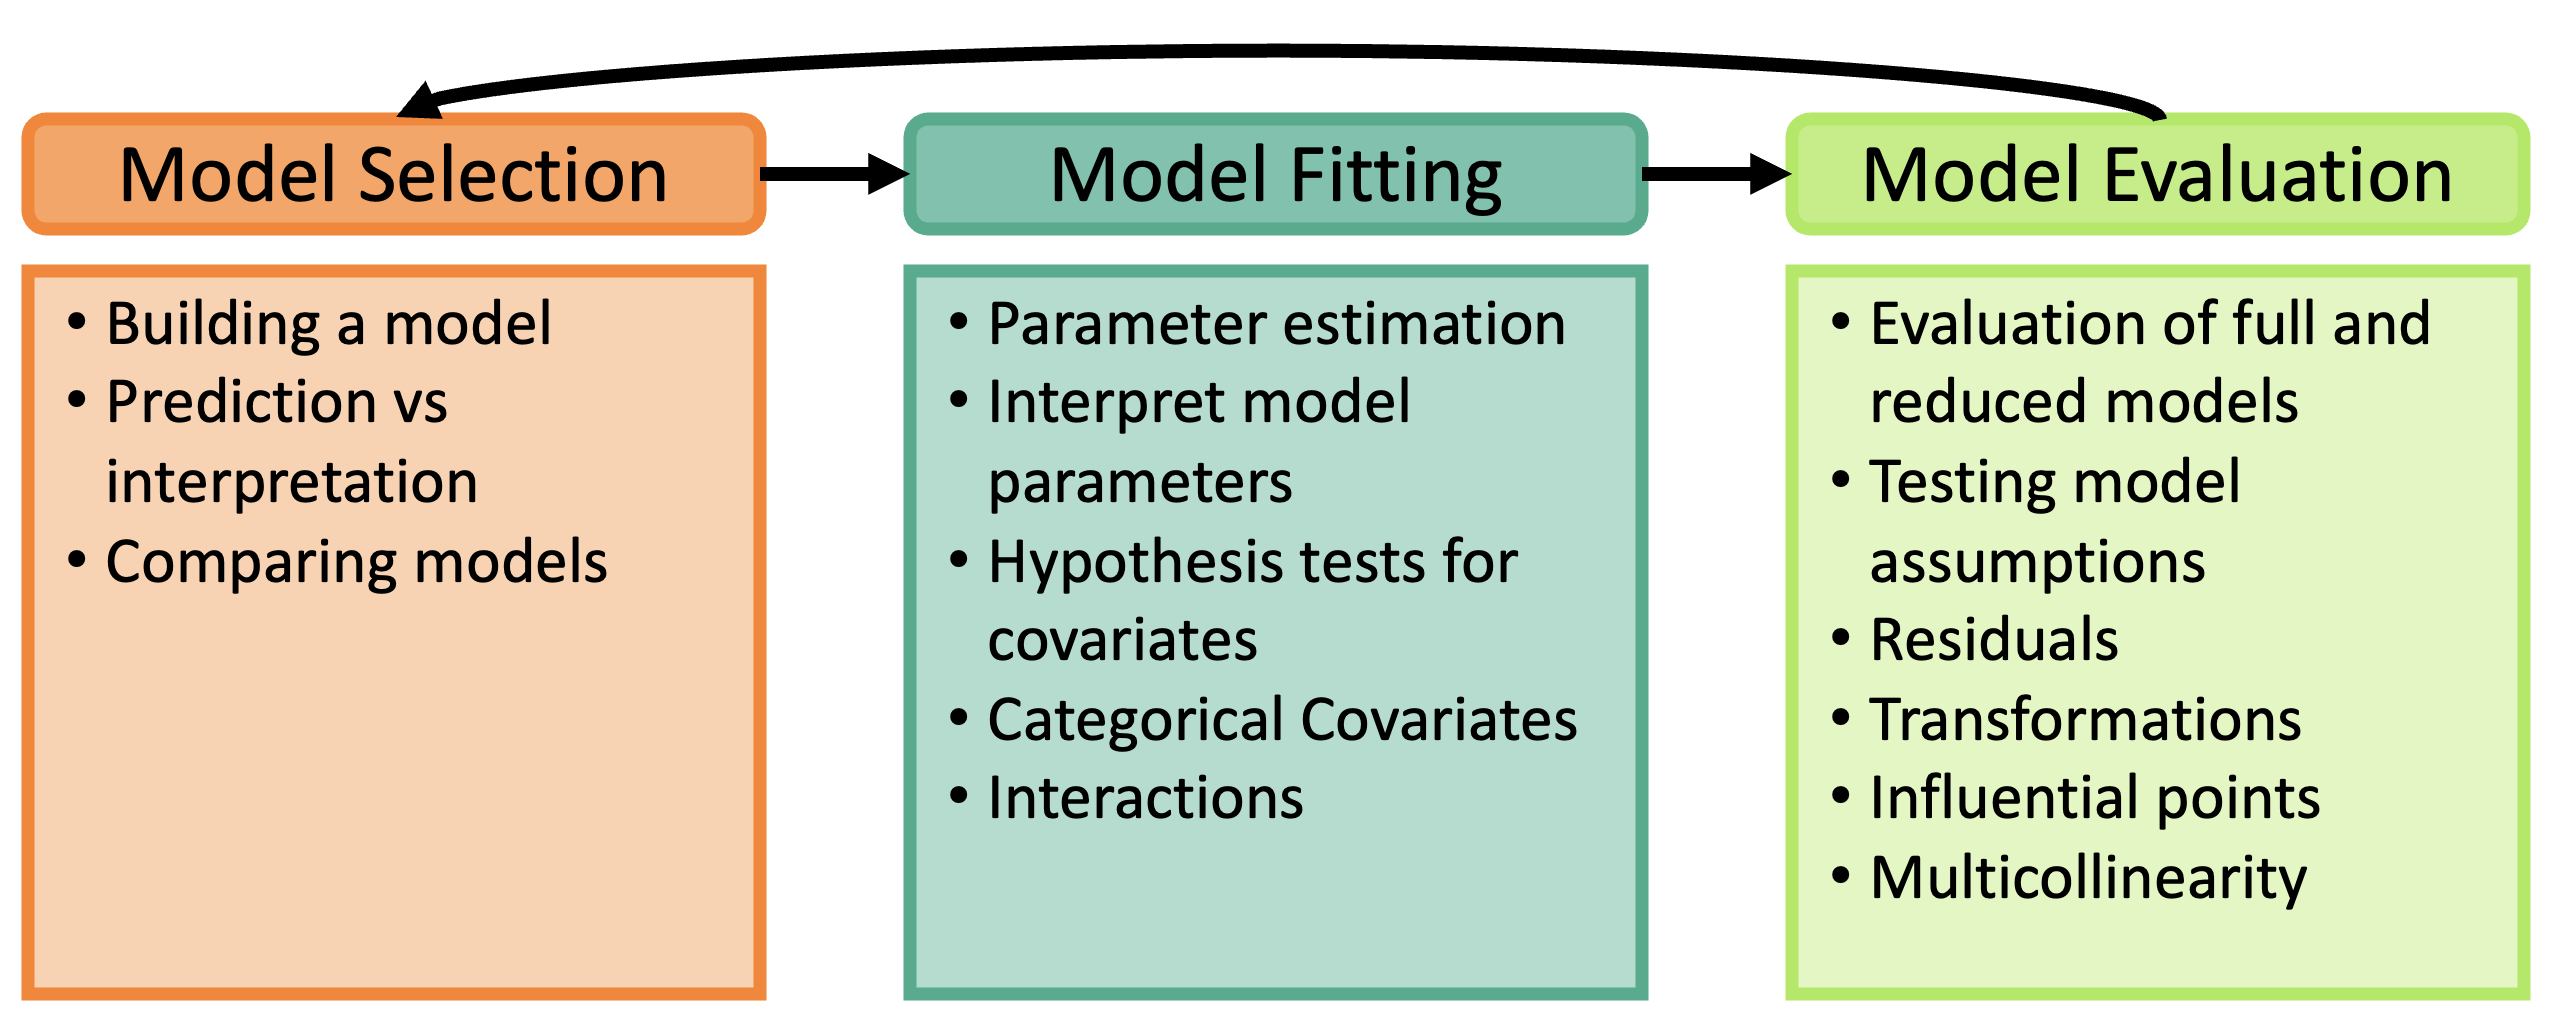 Model Selection
Model Fitting
Model Evaluation
• Building a model
• Prediction vs
interpretation
• Comparing models
• Parameter estimation
• Interpret model
parameters
• Hypothesis tests for
covariates
• Categorical Covariates
• Interactions
• Evaluation of full and
reduced models
• Testing model
assumptions
• Residuals
• Transformations
• Influential points
• Multicollinearity